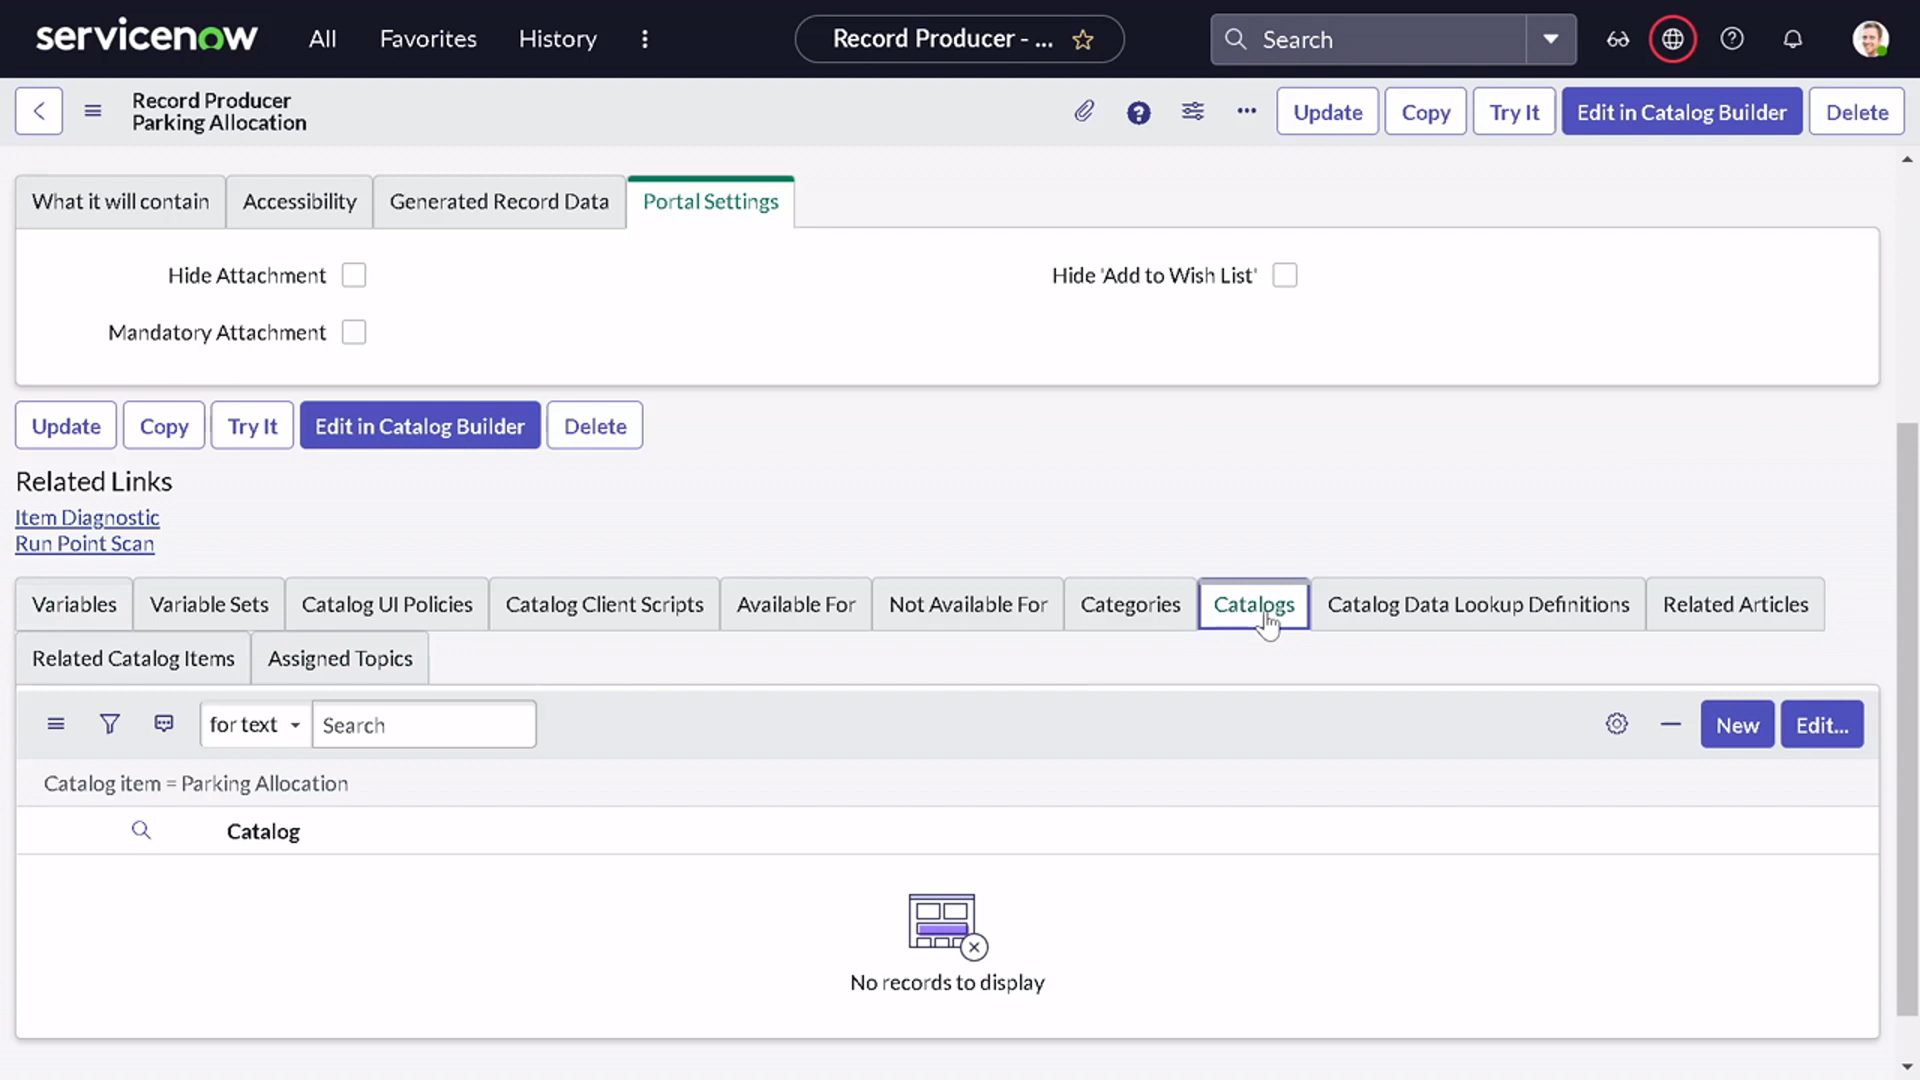 servicenow All Favorites History Record Producer - ... Search
Record Producer
Parking Allocation
Update Copy Try It Edit in Catalog Builder Delete
What it will contain Accessibility Generated Record Data Portal Settings
Hide Attachment Hide 'Add to Wish List'
Mandatory Attachment
Update Copy Try It Edit in Catalog Builder Delete
Related Links
Item Diagnostic
Run Point Scan
Variables Variable Sets Catalog UI Policies Catalog Client Scripts Available For Not Available For Categories Catalogs Catalog Data Lookup Definitions Related Articles
Related Catalog Items Assigned Topics
for text Search New Edit...
Catalog item = Parking Allocation
Catalog
No records to display